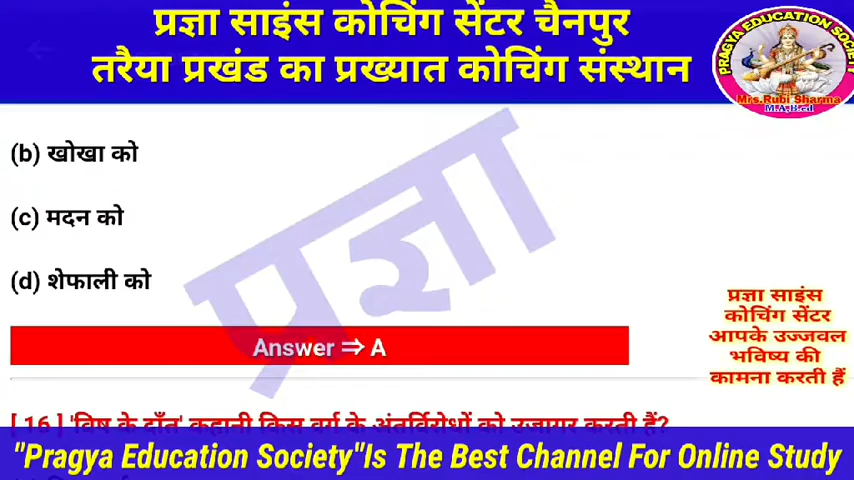 प्रज्ञा साइंस कोचिंग सेंटर चैनपुर
तरैया प्रखंड का प्रख्यात कोचिंग संस्थान
PRAGYA EDUCATION SOCIETY
Mrs.Rubi Sharma
M.A,B.ed
(b) खोखा को
(c) मदन को
(d) शेफाली को
प्रज्ञा
Answer ⇒ A
प्रज्ञा साइंस
कोचिंग सेंटर
आपके उज्जवल
भविष्य की
कामना करती हैं
[ 16 ] 'विष के दाँत' कहानी किस वर्ग के अंतर्विरोधों को उजागर करती हैं?
"Pragya Education Society"Is The Best Channel For Online Study